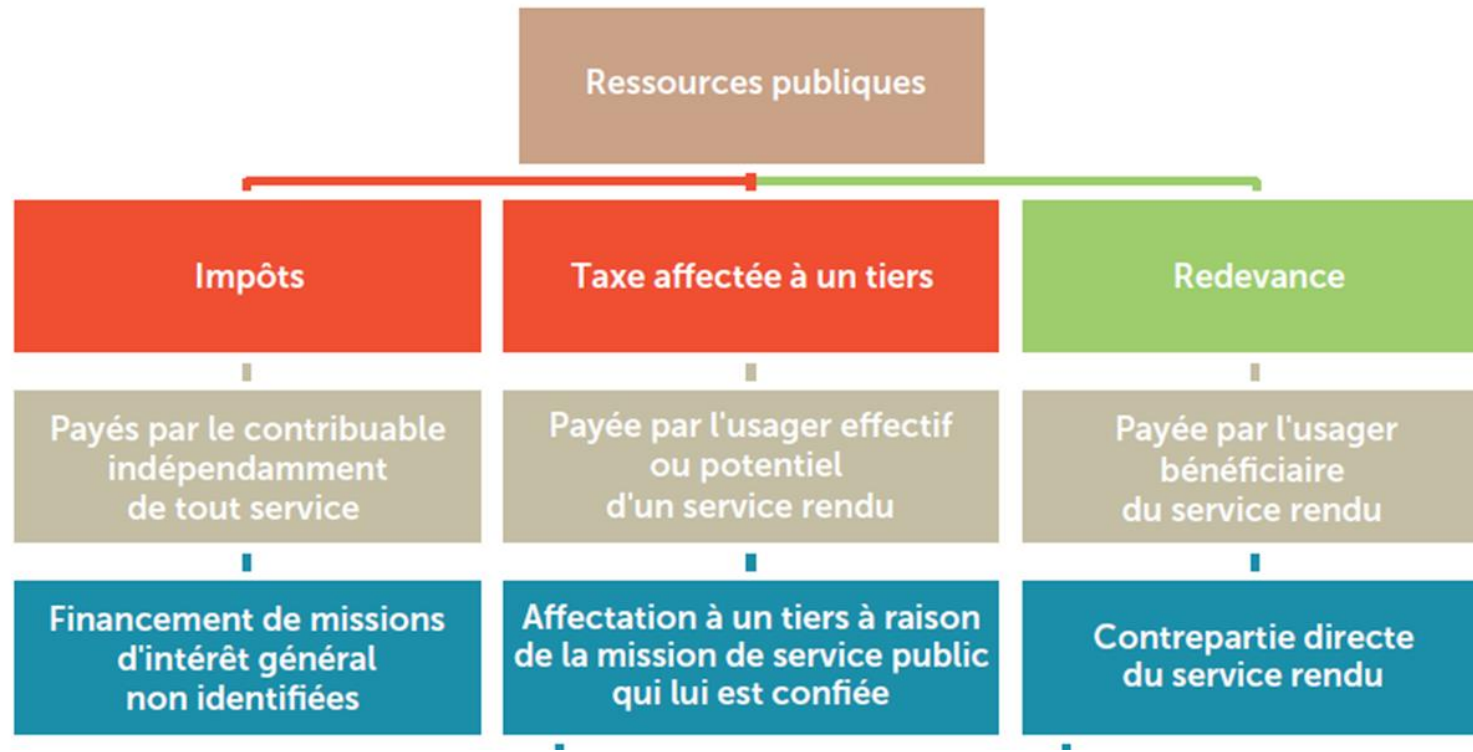 Ressources publiques
Impôts
Taxe affectée à un tiers
Redevance
Payés par le contribuable
indépendamment
de tout service
Payée par l'usager effectif
ou potentiel
d'un service rendu
Payée par l'usager
bénéficiaire
du service rendu
Financement de missions
d'intérêt général
non identifiées
Affectation à un tiers à raison
de la mission de service public
qui lui est confiée
Contrepartie directe
du service rendu